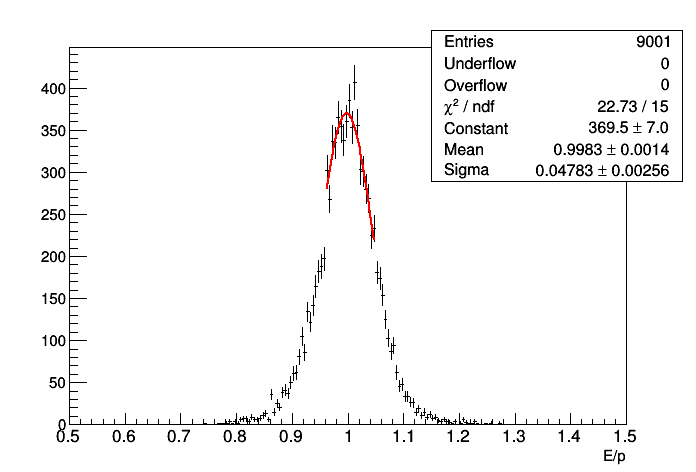 Entries 9001
Underflow 0
Overflow 0
χ² / ndf 22.73 / 15
Constant 369.5 ± 7.0
Mean 0.9983 ± 0.0014
Sigma 0.04783 ± 0.00256
400
350
300
250
200
150
100
50
0
0.5 0.6 0.7 0.8 0.9 1 1.1 1.2 1.3 1.4 1.5
E/p